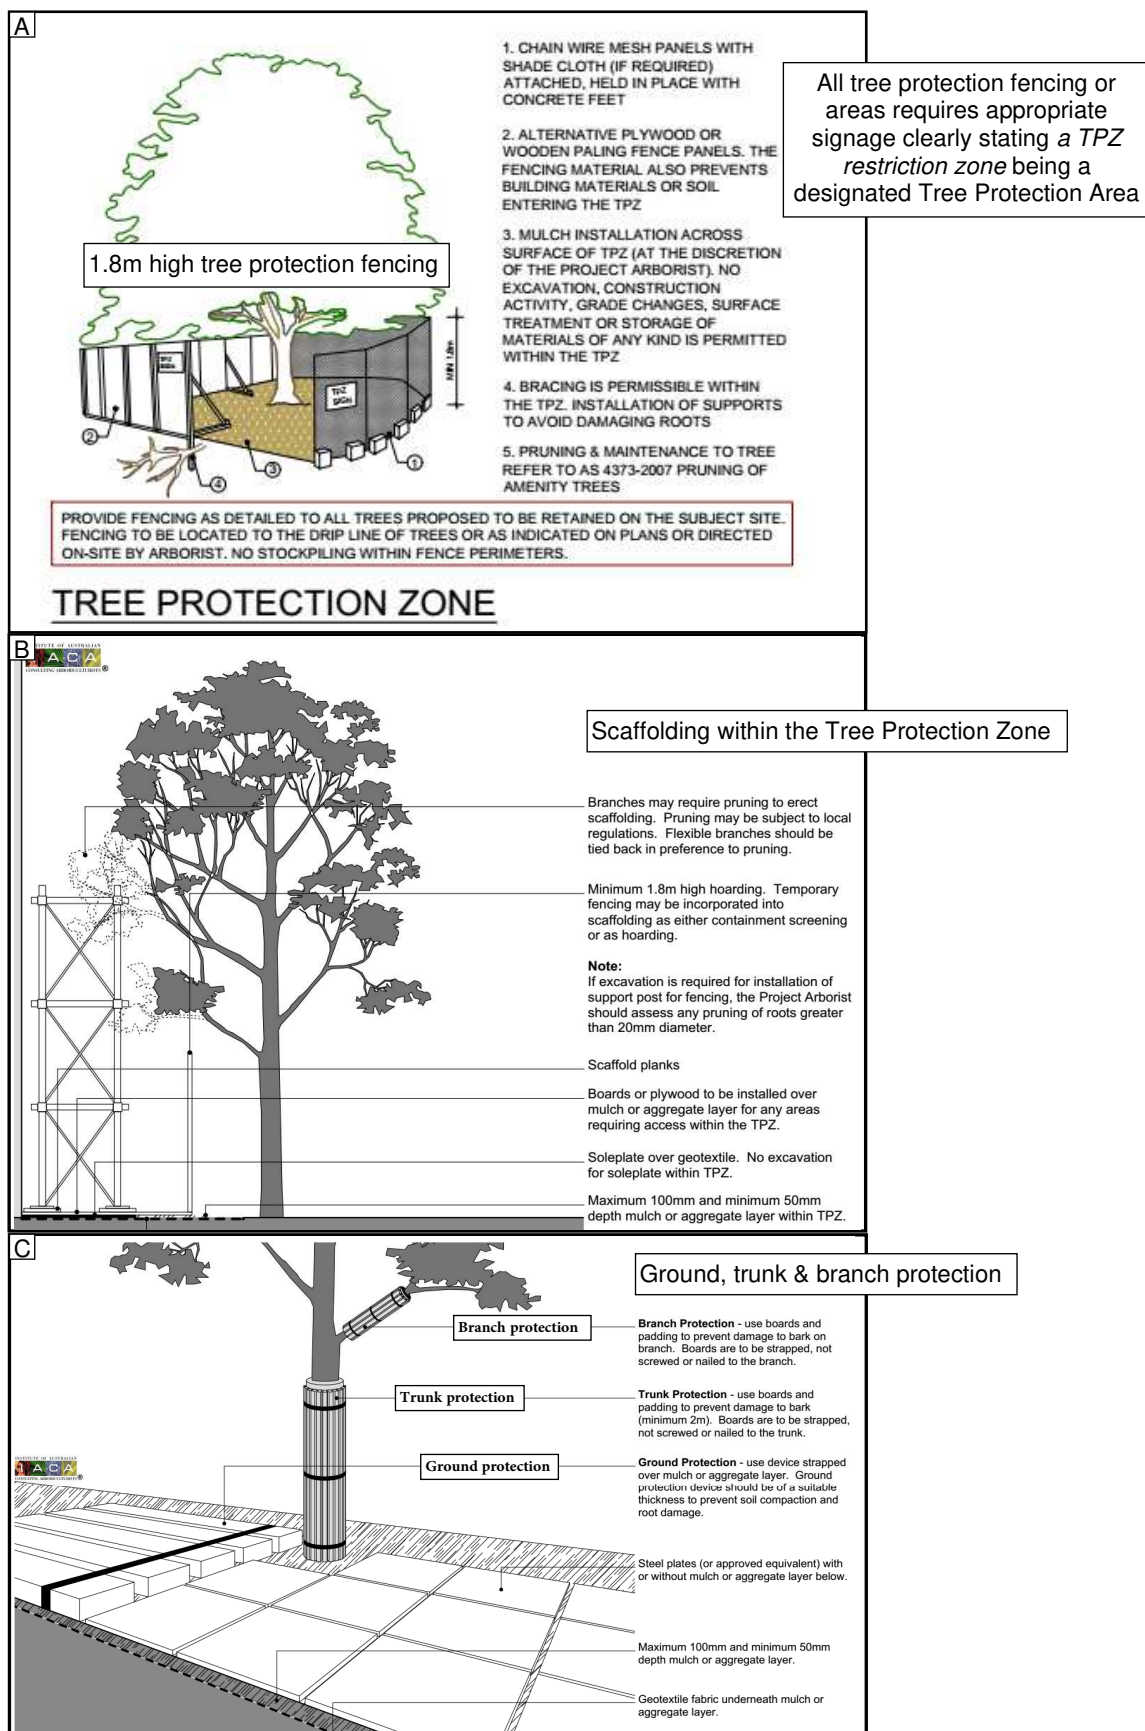 A
1. CHAIN WIRE MESH PANELS WITH
SHADE CLOTH (IF REQUIRED)
ATTACHED, HELD IN PLACE WITH
CONCRETE FEET
2. ALTERNATIVE PLYWOOD OR
WOODEN PALING FENCE PANELS. THE
FENCING MATERIAL ALSO PREVENTS
BUILDING MATERIALS OR SOIL
ENTERING THE TPZ
3. MULCH INSTALLATION ACROSS
SURFACE OF TPZ (AT THE DISCRETION
OF THE PROJECT ARBORIST). NO
EXCAVATION, CONSTRUCTION
ACTIVITY, GRADE CHANGES, SURFACE
TREATMENT OR STORAGE OF
MATERIALS OF ANY KIND IS PERMITTED
WITHIN THE TPZ
4. BRACING IS PERMISSIBLE WITHIN
THE TPZ. INSTALLATION OF SUPPORTS
TO AVOID DAMAGING ROOTS
5. PRUNING & MAINTENANCE TO TREE
REFER TO AS 4373-2007 PRUNING OF
AMENITY TREES
All tree protection fencing or
areas requires appropriate
signage clearly stating a TPZ
restriction zone being a
designated Tree Protection Area
1.8m high tree protection fencing
MIN 1.8m
TPZ
SIGN
TPZ
SIGN
2
3
1
4
PROVIDE FENCING AS DETAILED TO ALL TREES PROPOSED TO BE RETAINED ON THE SUBJECT SITE.
FENCING TO BE LOCATED TO THE DRIP LINE OF TREES OR AS INDICATED ON PLANS OR DIRECTED
ON-SITE BY ARBORIST. NO STOCKPILING WITHIN FENCE PERIMETERS.
TREE PROTECTION ZONE
B
ACA
CONSULTING ARBORICULTURISTS ®
Scaffolding within the Tree Protection Zone
Branches may require pruning to erect
scaffolding. Pruning may be subject to local
regulations. Flexible branches should be
tied back in preference to pruning.
Minimum 1.8m high hoarding. Temporary
fencing may be incorporated into
scaffolding as either containment screening
or as hoarding.
Note:
If excavation is required for installation of
support post for fencing, the Project Arborist
should assess any pruning of roots greater
than 20mm diameter.
Scaffold planks
Boards or plywood to be installed over
mulch or aggregate layer for any areas
requiring access within the TPZ.
Soleplate over geotextile. No excavation
for soleplate within TPZ.
Maximum 100mm and minimum 50mm
depth mulch or aggregate layer within TPZ.
C
Ground, trunk & branch protection
Branch protection
Branch Protection - use boards and
padding to prevent damage to bark on
branch. Boards are to be strapped, not
screwed or nailed to the branch.
Trunk protection
Trunk Protection - use boards and
padding to prevent damage to bark
(minimum 2m). Boards are to be strapped,
not screwed or nailed to the trunk.
INSTITUTE OF AUSTRALIAN
IACA
CONSULTING ARBORICULTURISTS ®
Ground protection
Ground Protection - use device strapped
over mulch or aggregate layer. Ground
protection device should be of a suitable
thickness to prevent soil compaction and
root damage.
Steel plates (or approved equivalent) with
or without mulch or aggregate layer below.
Maximum 100mm and minimum 50mm
depth mulch or aggregate layer.
Geotextile fabric underneath mulch or
aggregate layer.